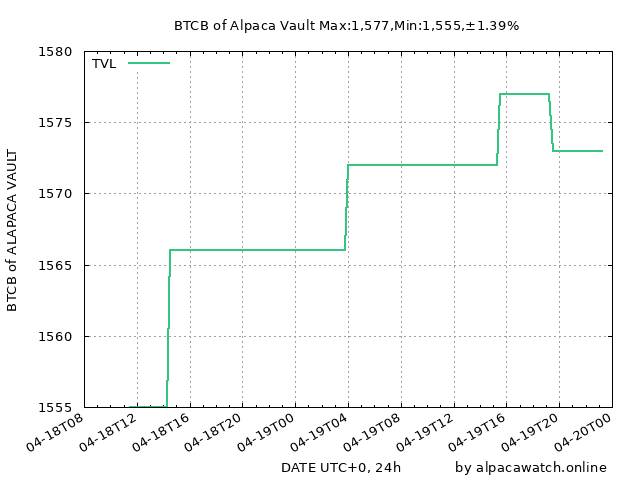 BTCB of Alpaca Vault Max:1,577,Min:1,555,±1.39%
TVL
BTCB of ALAPACA VAULT
1580
1575
1570
1565
1560
1555
04-18T08
04-18T12
04-18T16
04-18T20
04-19T00
04-19T04
04-19T08
04-19T12
04-19T16
04-19T20
04-20T00
DATE UTC+0, 24h
by alpacawatch.online